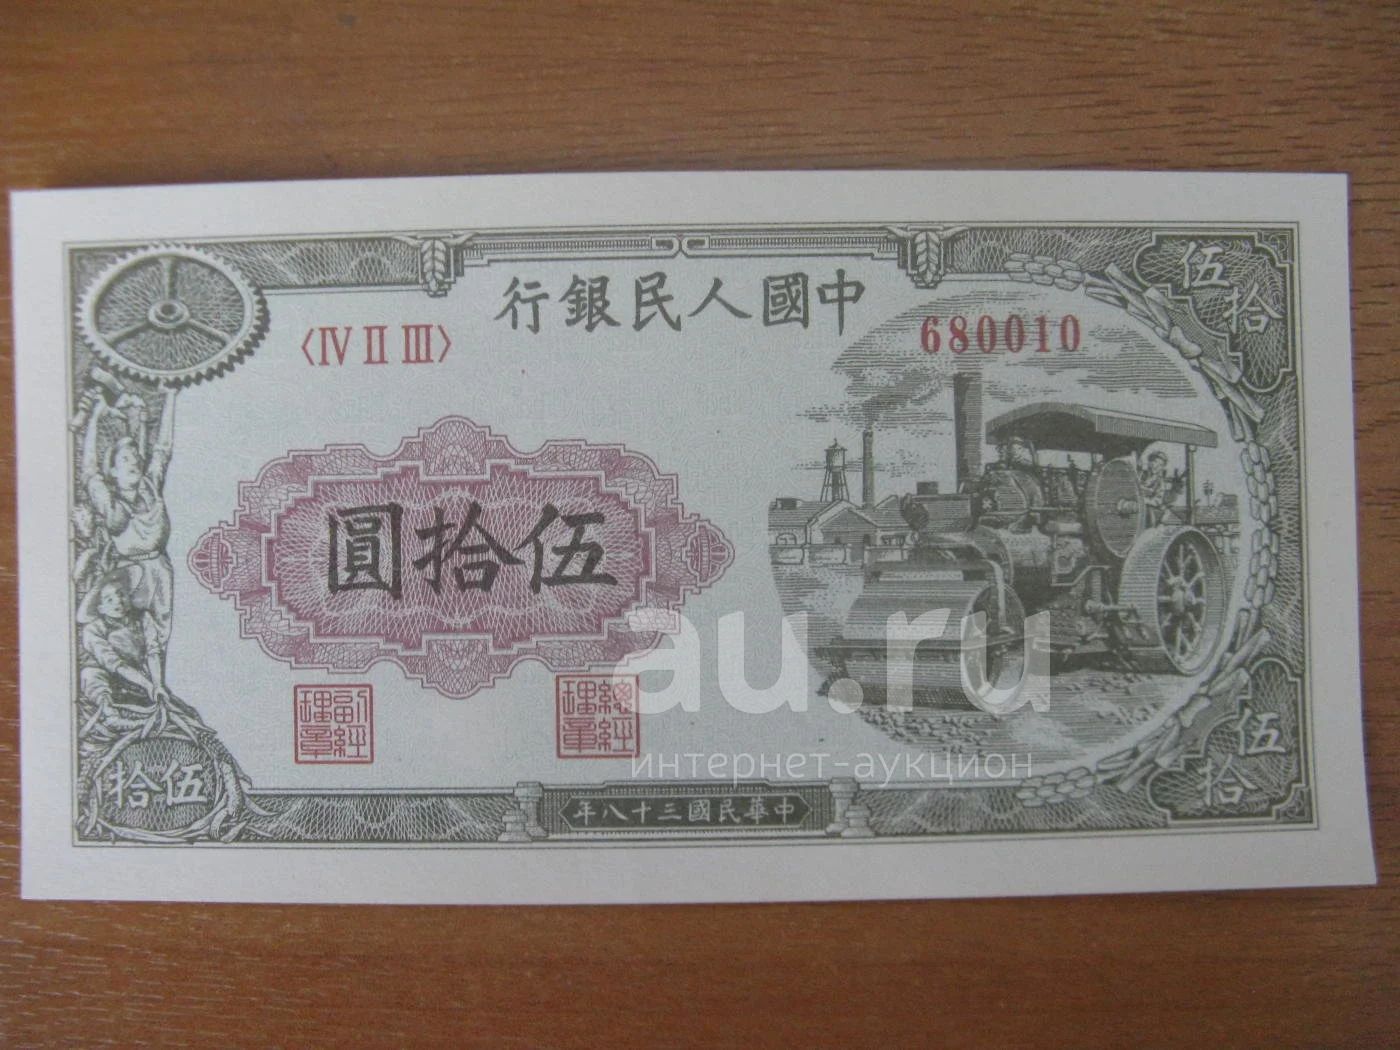 中國人民銀行
〈Ⅳ Ⅱ Ⅲ〉
680010
伍拾
伍拾圓
副經理章
總經理章
au.ru
интернет-аукцион
伍拾
伍拾
中華民國三十八年